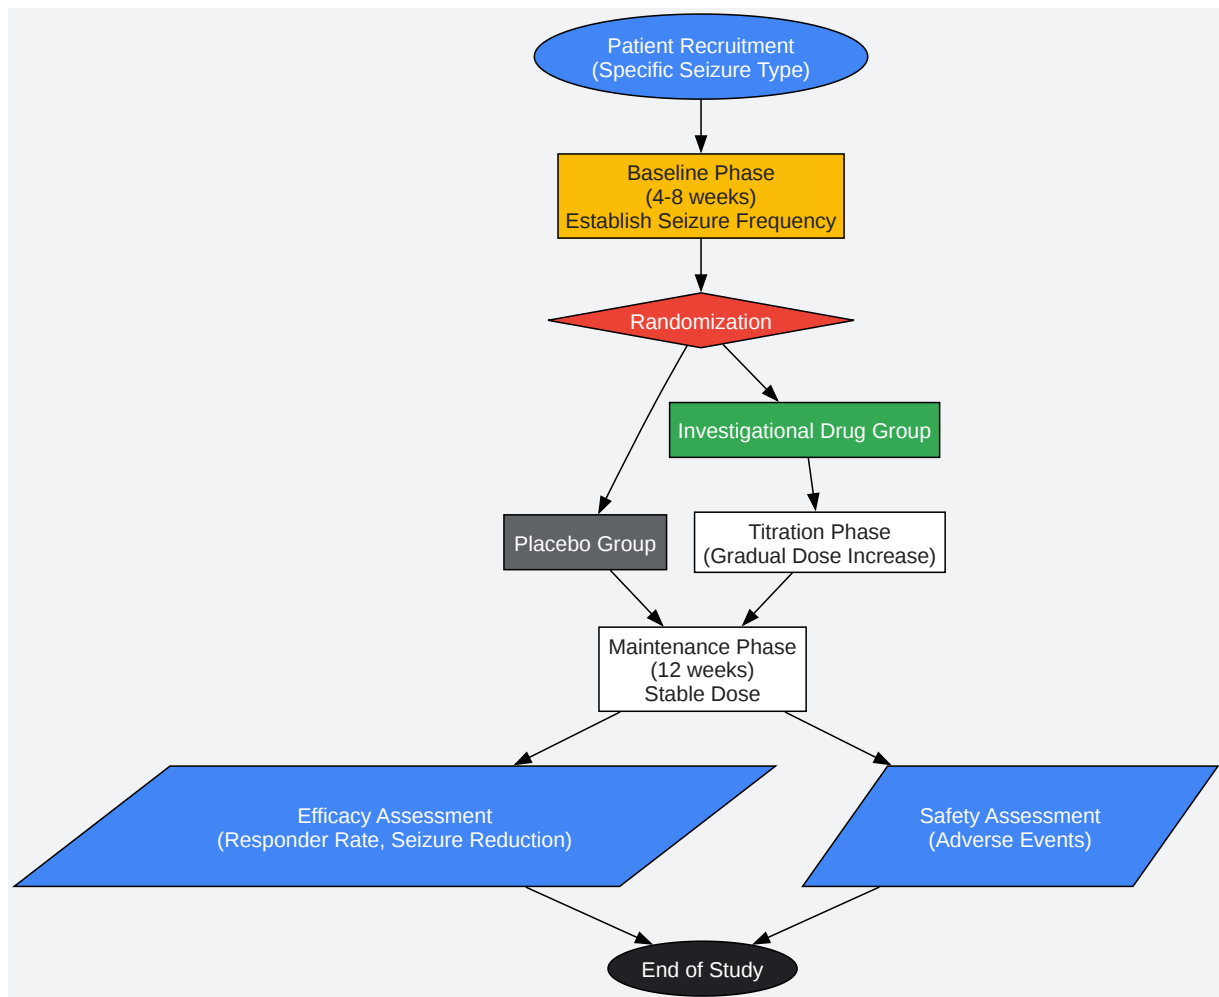 Patient Recruitment
(Specific Seizure Type)
Baseline Phase
(4-8 weeks)
Establish Seizure Frequency
Randomization
Investigational Drug Group
Placebo Group
Titration Phase
(Gradual Dose Increase)
Maintenance Phase
(12 weeks)
Stable Dose
Efficacy Assessment
(Responder Rate, Seizure Reduction)
Safety Assessment
(Adverse Events)
End of Study